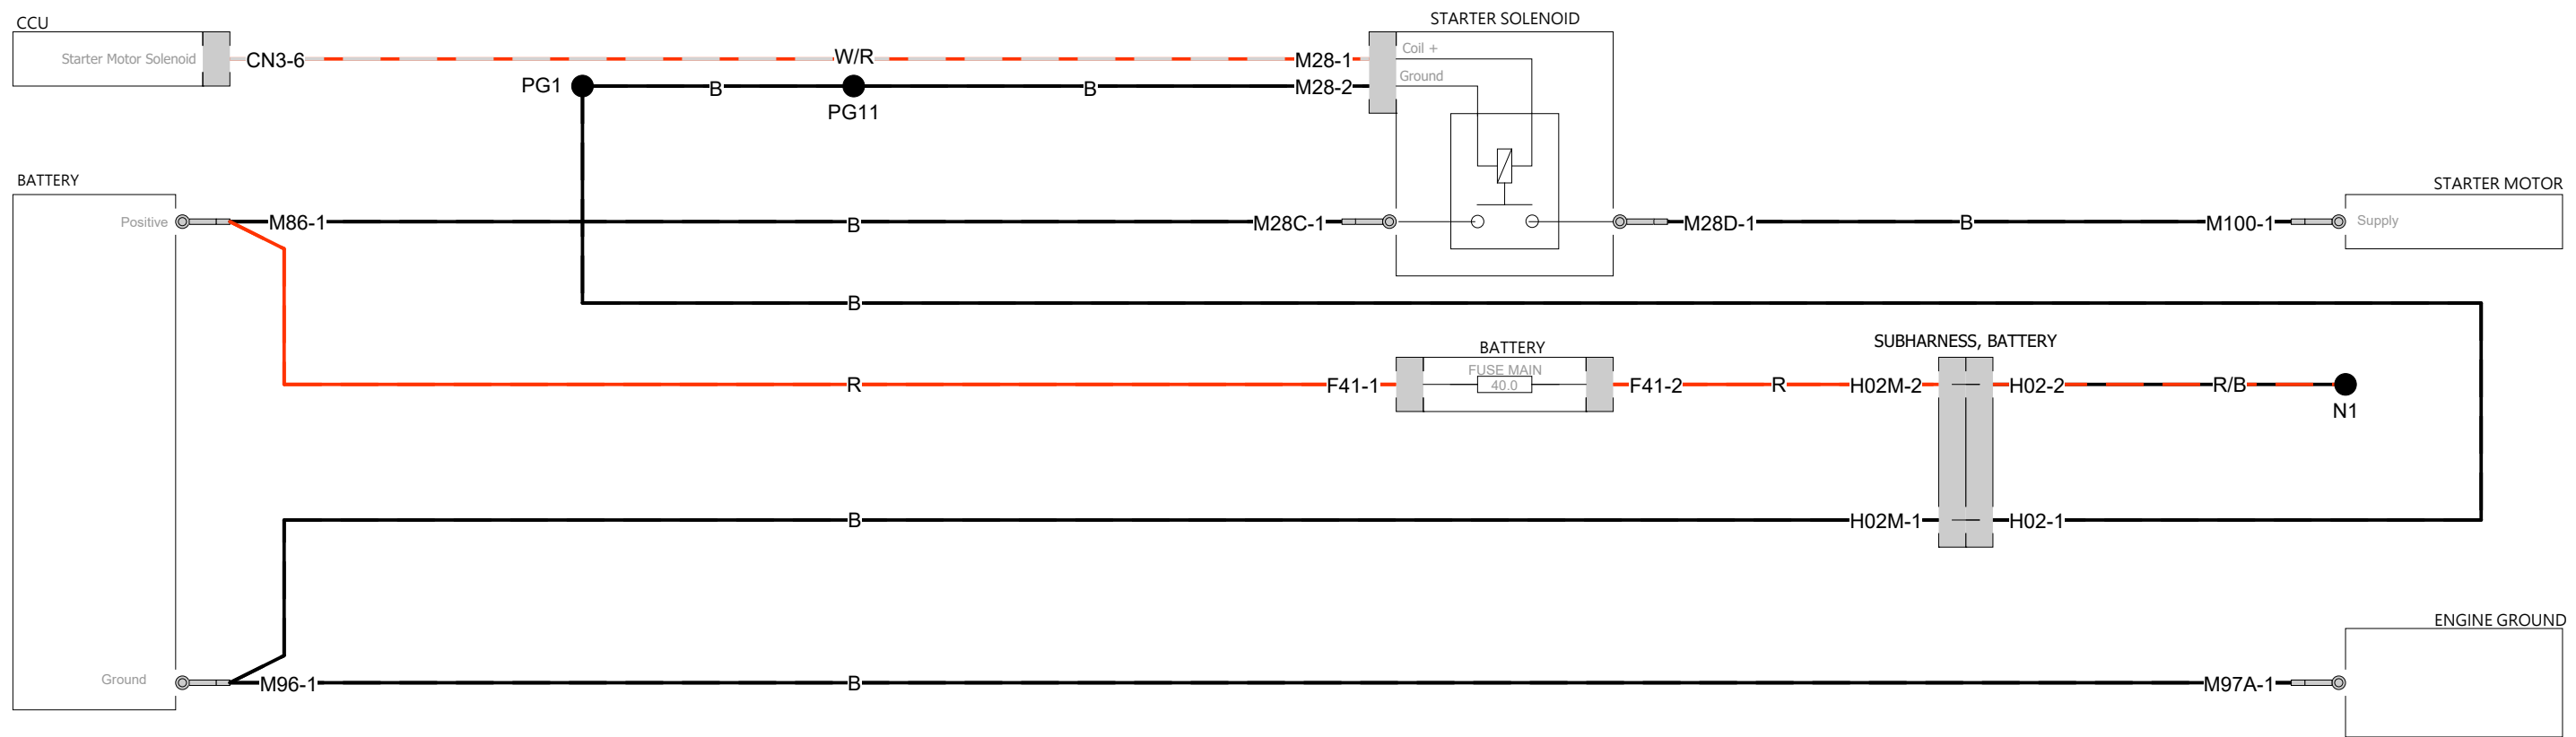 CCU
STARTER SOLENOID
Starter Motor Solenoid
CN3-6
W/R
M28-1
Coil +
PG1
B
PG11
B
M28-2
Ground
BATTERY
STARTER MOTOR
Positive
M86-1
B
M28C-1
M28D-1
B
M100-1
Supply
B
BATTERY
SUBHARNESS, BATTERY
FUSE MAIN
R
F41-1
40.0
F41-2
R
H02M-2
H02-2
R/B
N1
B
H02M-1
H02-1
ENGINE GROUND
Ground
M96-1
B
M97A-1